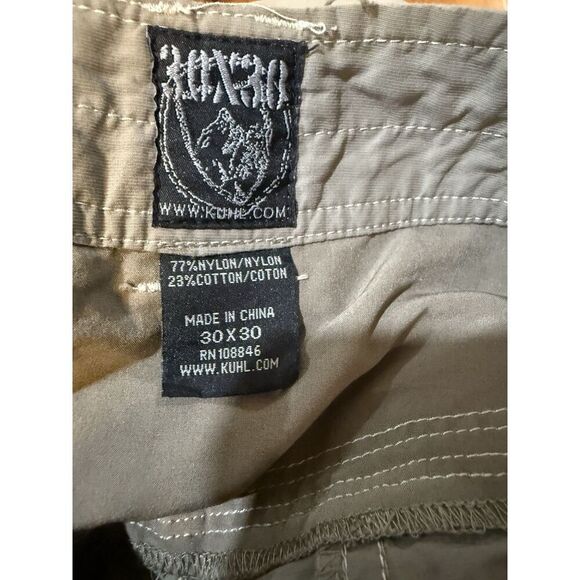 30X30
WWW.KUHL.COM
77%NYLON/NYLON
23%COTTON/COTON
MADE IN CHINA
30X30
RN108846
WWW.KUHL.COM